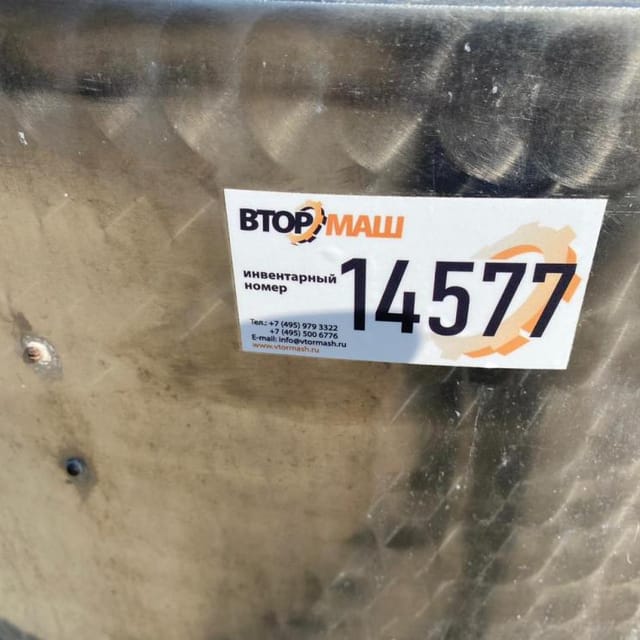 ВТОРМАШ
инвентарный
номер
14577
Тел.: +7 (495) 979 3322
+7 (495) 500 6776
E-mail: info@vtormash.ru
www.vtormash.ru